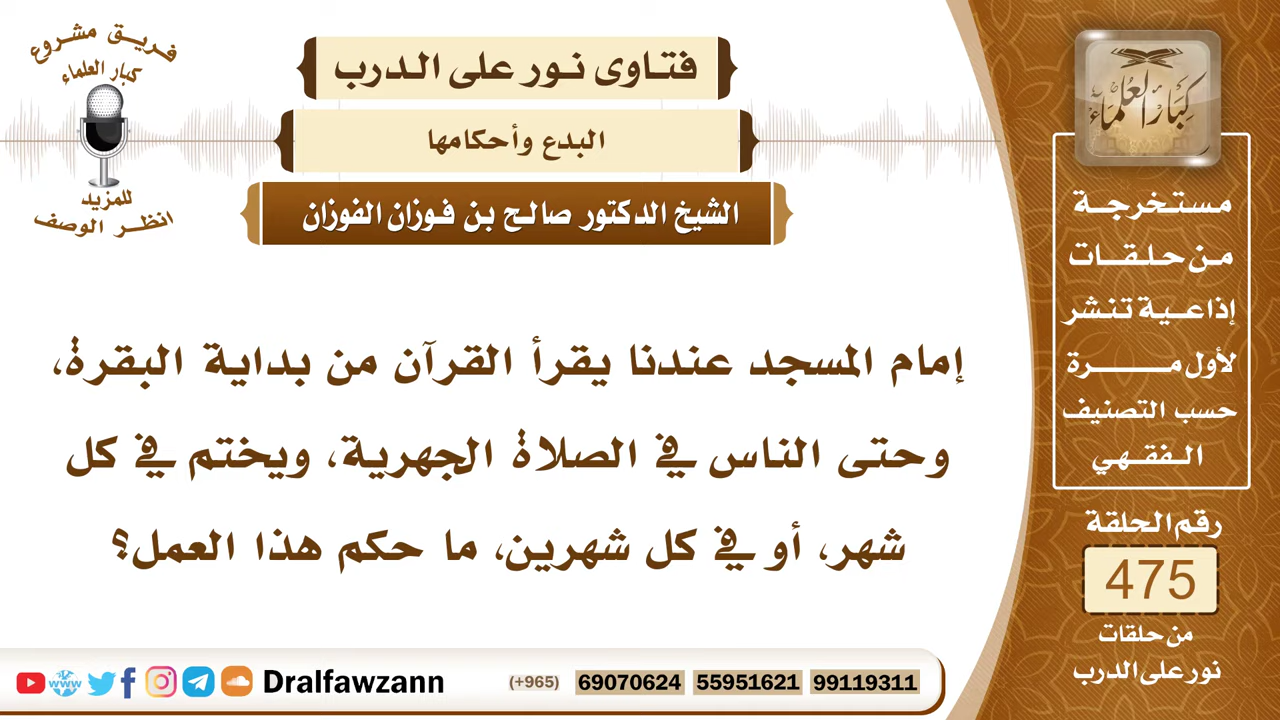 فريق مشروع
كبار العلماء
للمزيد
انظر الوصف
فتاوى نور على الدرب
البدع وأحكامها
الشيخ الدكتور صالح بن فوزان الفوزان
إمام المسجد عندنا يقرأ القرآن من بداية البقرة،
وحتى الناس في الصلاة الجهرية، ويختم في كل
شهر، أو في كل شهرين، ما حكم هذا العمل؟
كبار العلماء
مستخرجة
من حلقات
إذاعية تنشر
لأول مرة
حسب التصنيف
الفقهي
رقم الحلقة
475
من حلقات
نور على الدرب
www Dralfawzann (+965) 69070624 55951621 99119311